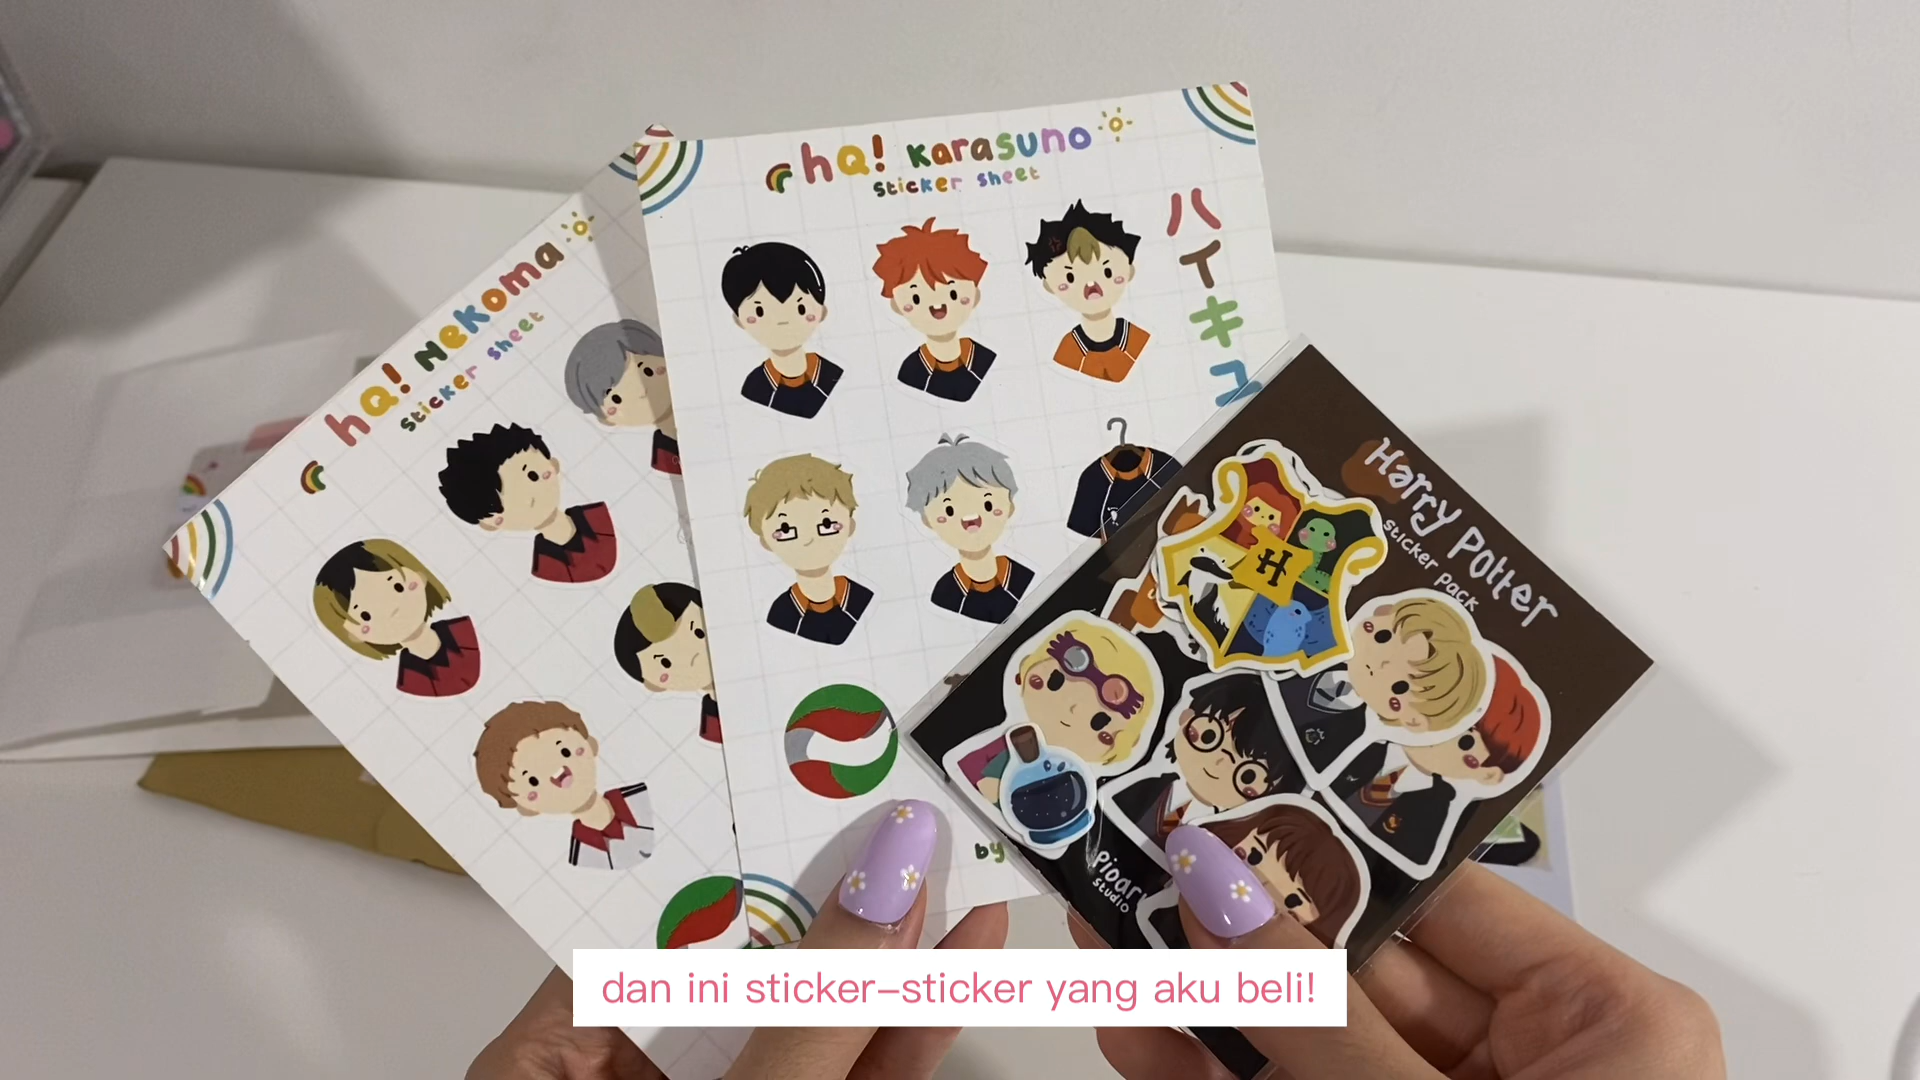 hq! nekoma
sticker sheet
hq! karasuno
sticker sheet
ハイキュ
by
Harry Potter
Sticker Pack
H
studio
dan ini sticker-sticker yang aku beli!